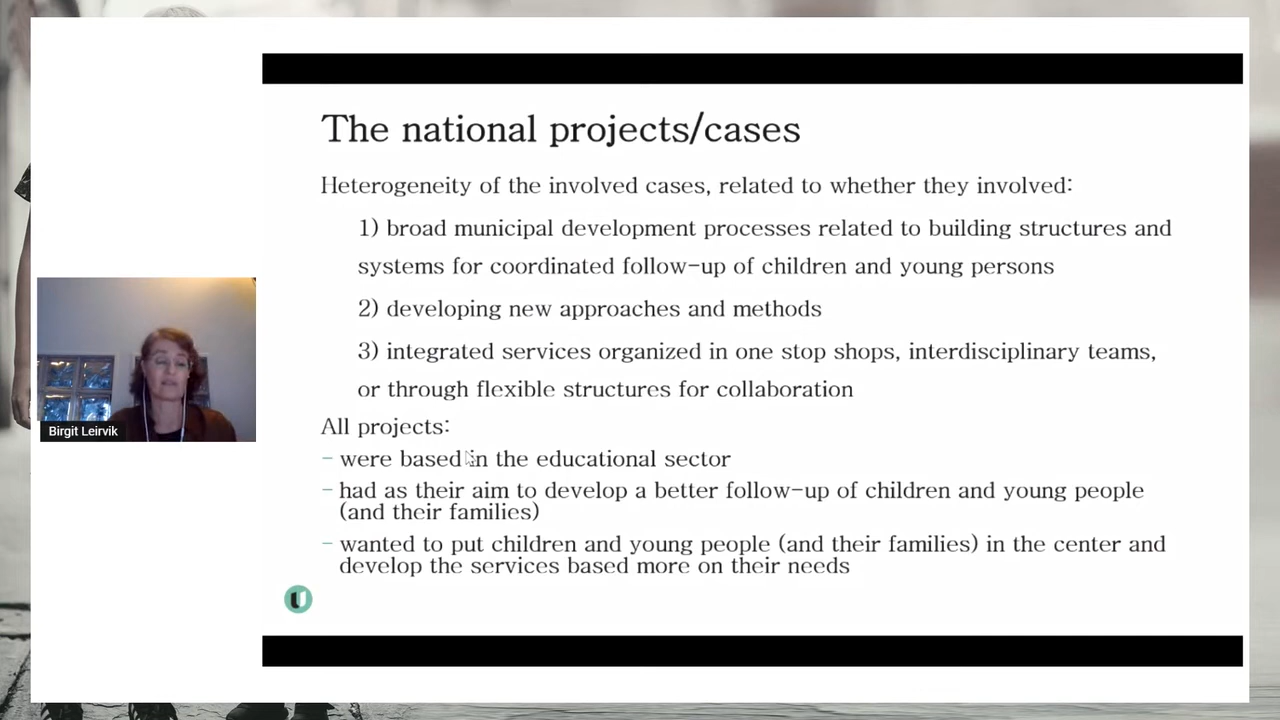 The national projects/cases
Heterogeneity of the involved cases, related to whether they involved:
1) broad municipal development processes related to building structures and
systems for coordinated follow-up of children and young persons
2) developing new approaches and methods
3) integrated services organized in one stop shops, interdisciplinary teams,
or through flexible structures for collaboration
All projects:
- were based in the educational sector
- had as their aim to develop a better follow-up of children and young people
(and their families)
- wanted to put children and young people (and their families) in the center and
develop the services based more on their needs
Birgit Leirvik